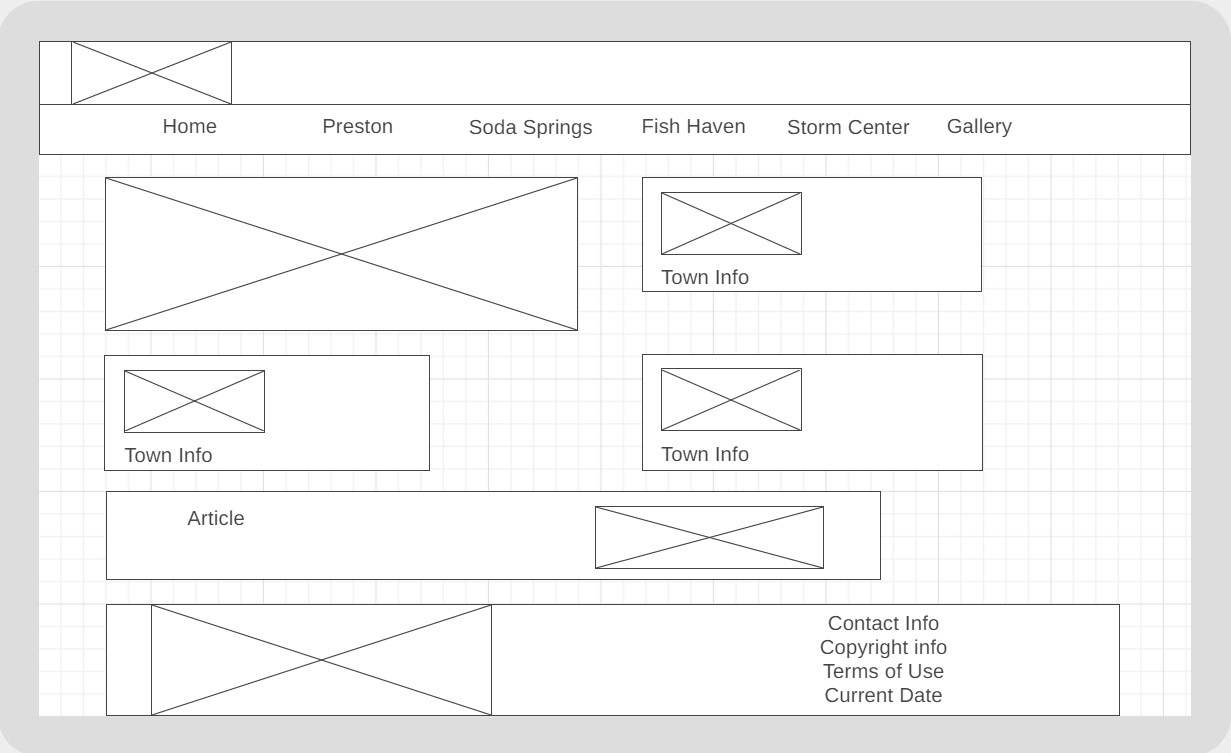 Home
Preston
Soda Springs
Fish Haven
Storm Center
Gallery
Town Info
Town Info
Town Info
Article
Contact Info
Copyright info
Terms of Use
Current Date